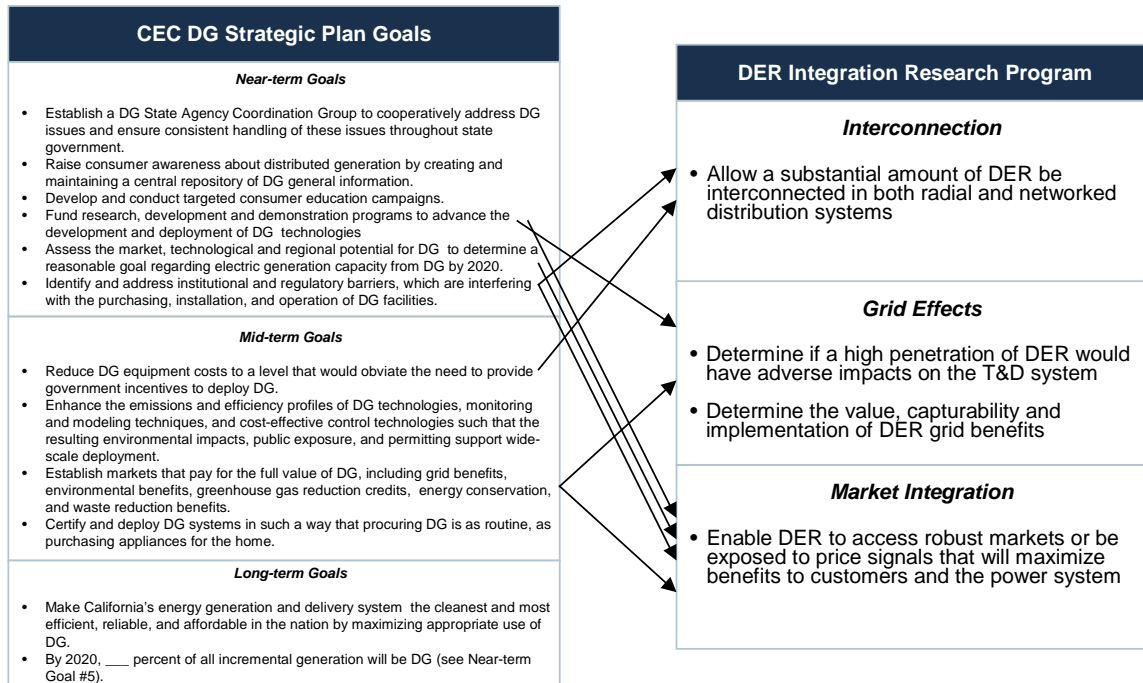 CEC DG Strategic Plan Goals
Near-term Goals
• Establish a DG State Agency Coordination Group to cooperatively address DG
issues and ensure consistent handling of these issues throughout state
government.
• Raise consumer awareness about distributed generation by creating and
maintaining a central repository of DG general information.
• Develop and conduct targeted consumer education campaigns.
• Fund research, development and demonstration programs to advance the
development and deployment of DG technologies
• Assess the market, technological and regional potential for DG to determine a
reasonable goal regarding electric generation capacity from DG by 2020.
• Identify and address institutional and regulatory barriers, which are interfering
with the purchasing, installation, and operation of DG facilities.
Mid-term Goals
• Reduce DG equipment costs to a level that would obviate the need to provide
government incentives to deploy DG.
• Enhance the emissions and efficiency profiles of DG technologies, monitoring
and modeling techniques, and cost-effective control technologies such that the
resulting environmental impacts, public exposure, and permitting support wide-
scale deployment.
• Establish markets that pay for the full value of DG, including grid benefits,
environmental benefits, greenhouse gas reduction credits, energy conservation,
and waste reduction benefits.
• Certify and deploy DG systems in such a way that procuring DG is as routine, as
purchasing appliances for the home.
Long-term Goals
• Make California's energy generation and delivery system the cleanest and most
efficient, reliable, and affordable in the nation by maximizing appropriate use of
DG.
• By 2020, ___ percent of all incremental generation will be DG (see Near-term
Goal #5).
DER Integration Research Program
Interconnection
• Allow a substantial amount of DER be
interconnected in both radial and networked
distribution systems
Grid Effects
• Determine if a high penetration of DER would
have adverse impacts on the T&D system
• Determine the value, capturability and
implementation of DER grid benefits
Market Integration
• Enable DER to access robust markets or be
exposed to price signals that will maximize
benefits to customers and the power system